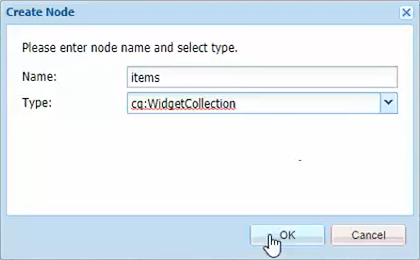 Create Node
Please enter node name and select type.
Name: items
Type: cq:WidgetCollection
OK Cancel